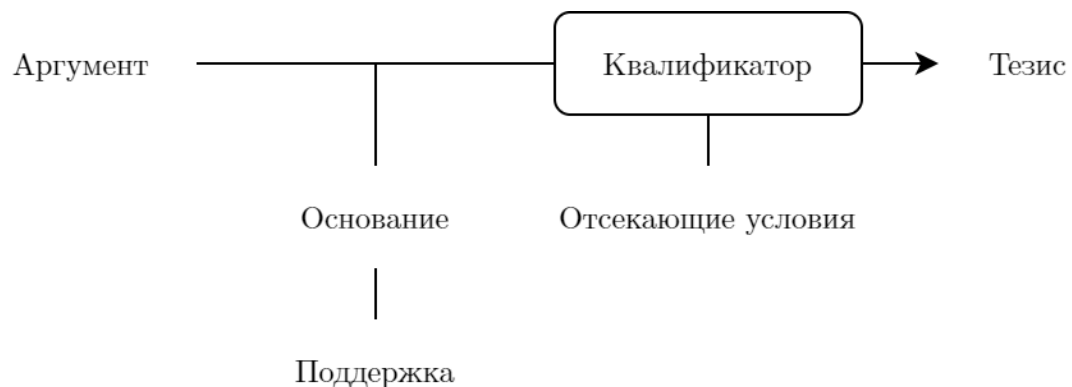 Аргумент
Квалификатор
Тезис
Основание
Отсекающие условия
Поддержка